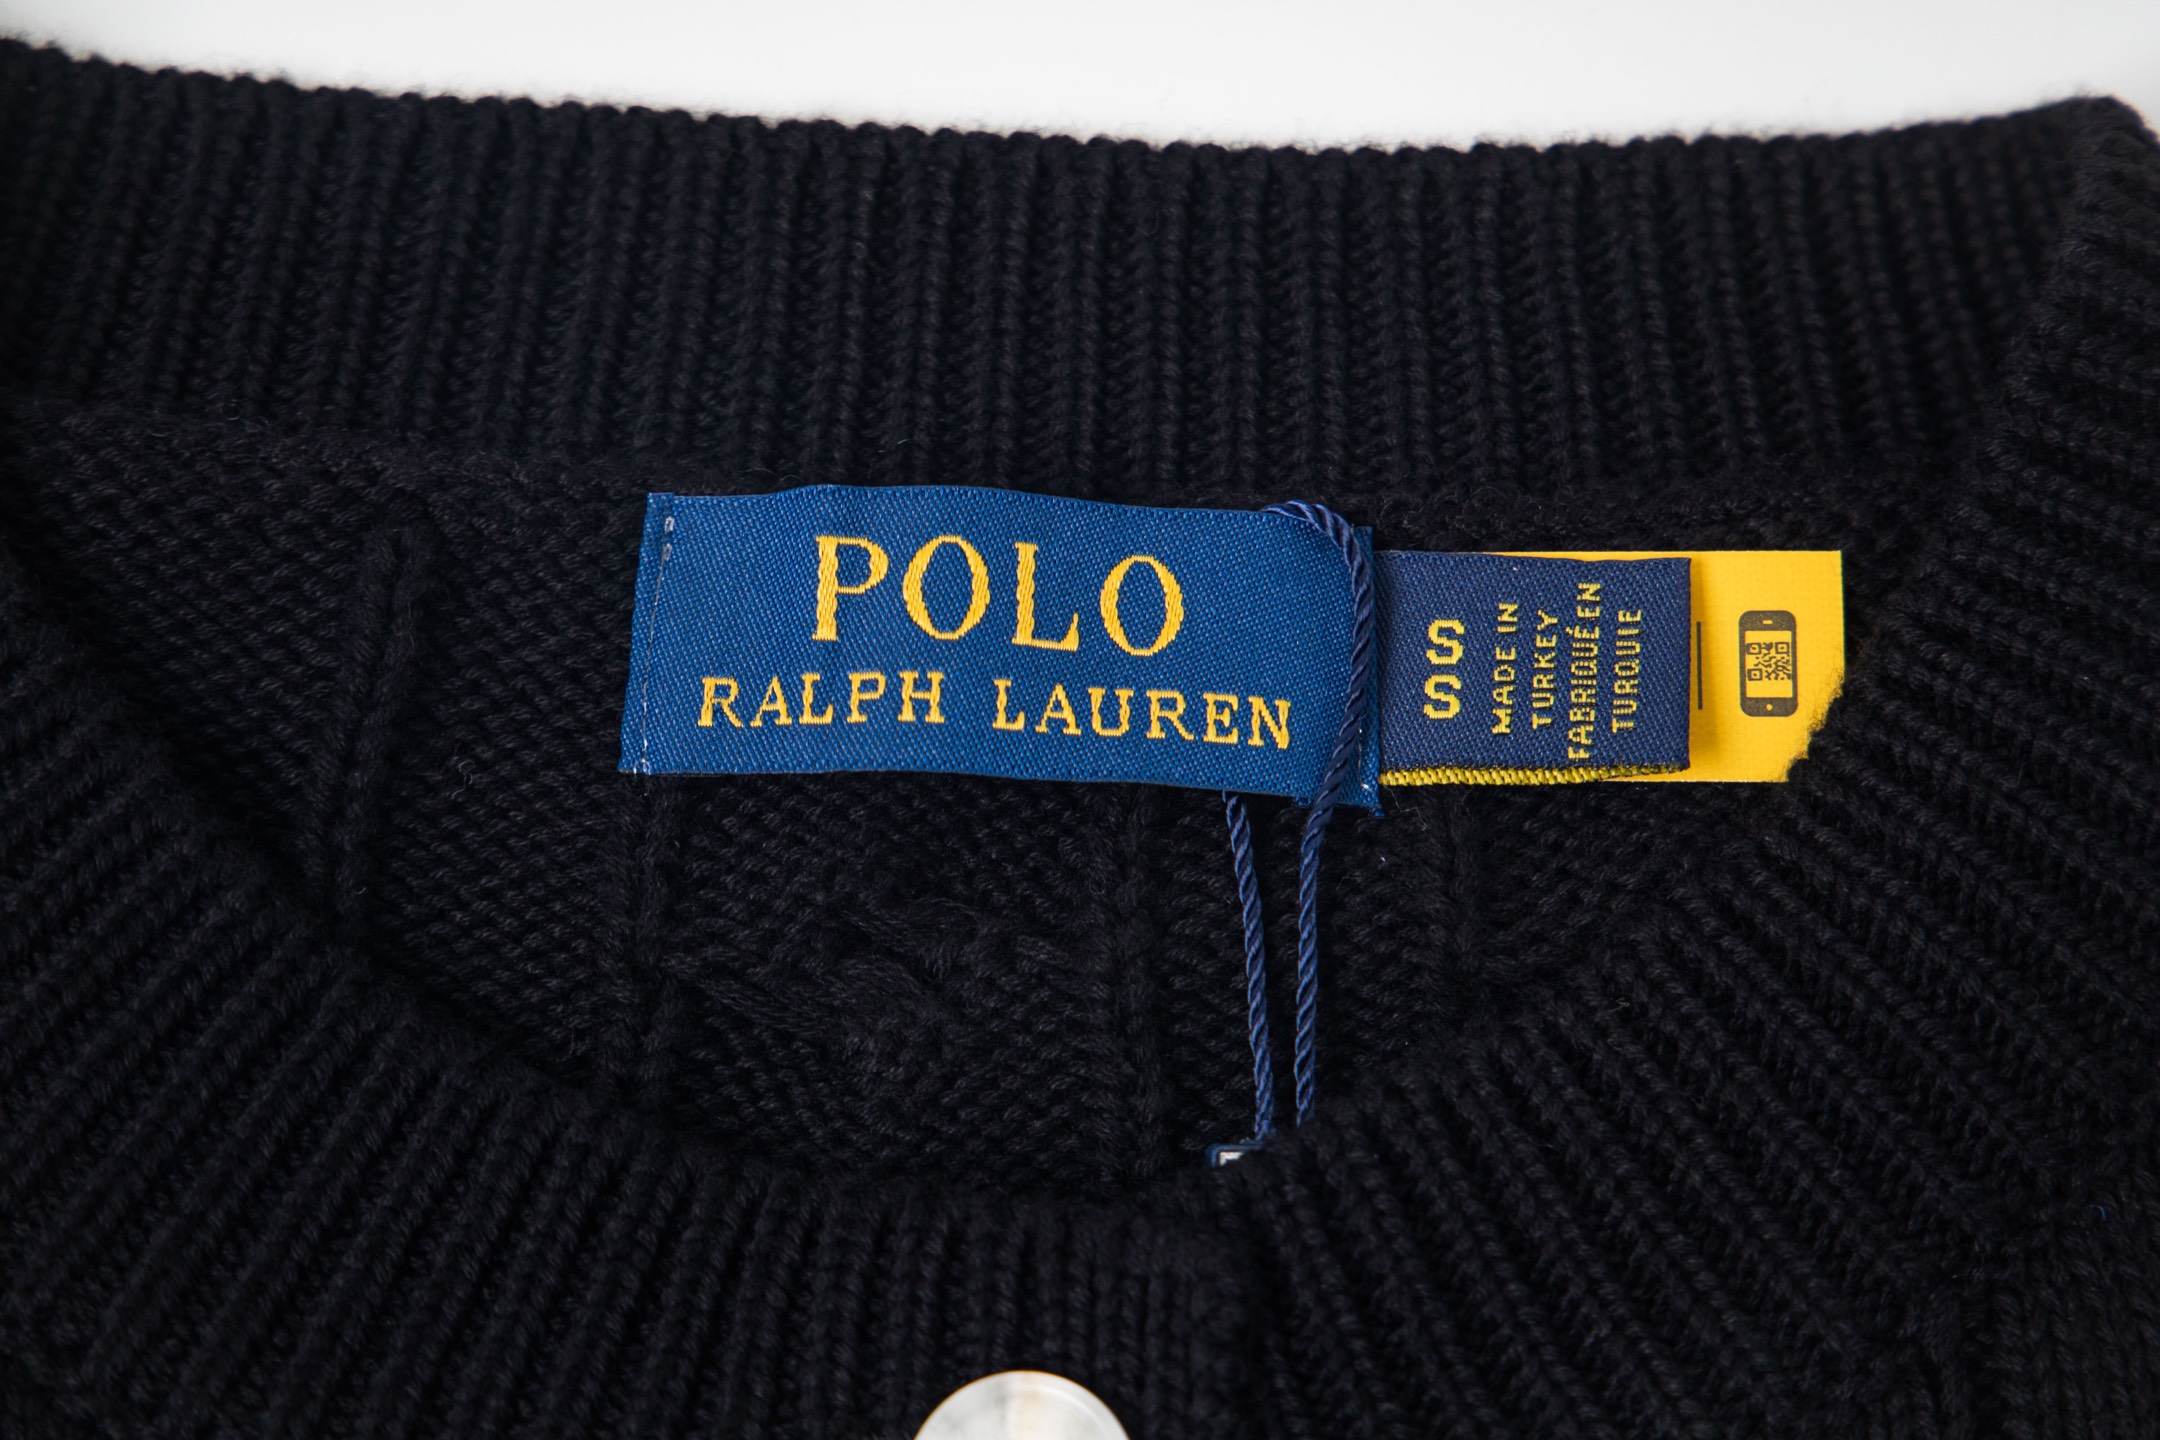 POLO
RALPH LAUREN
S S
MADE IN
TURKEY
FABRIQUÉ EN
TURQUIE